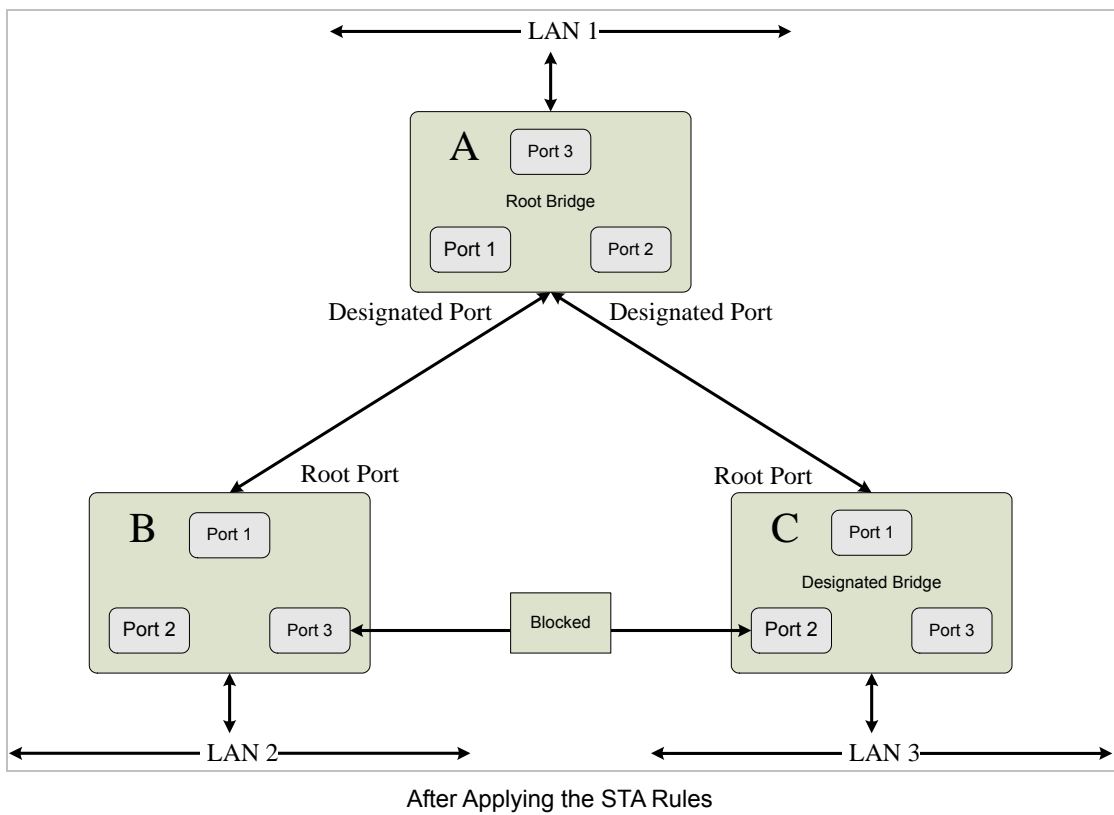 LAN 1
A
Port 3
Root Bridge
Port 1
Port 2
Designated Port
Designated Port
Root Port
Root Port
B
Port 1
Port 2
Port 3
Blocked
C
Port 1
Designated Bridge
Port 2
Port 3
LAN 2
LAN 3
After Applying the STA Rules